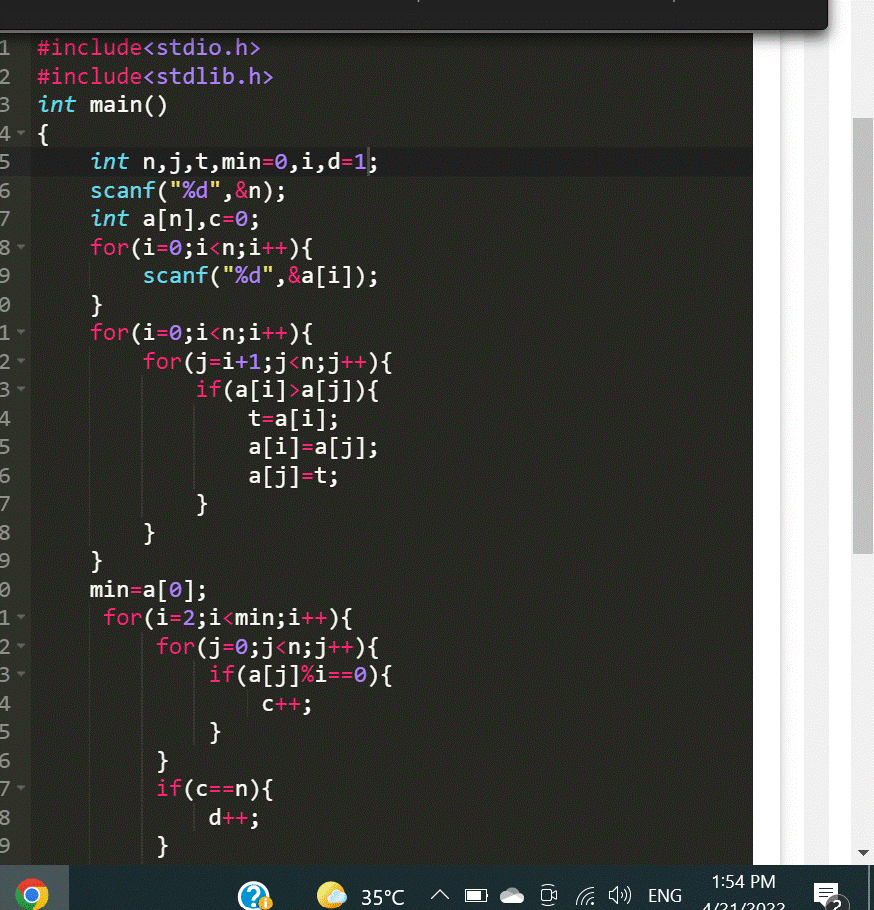 1 #include<stdio.h>
2 #include<stdlib.h>
3 int main()
4 {
5     int n,j,t,min=0,i,d=1;
6     scanf("%d",&n);
7     int a[n],c=0;
8     for(i=0;i<n;i++){
9         scanf("%d",&a[i]);
0     }
1     for(i=0;i<n;i++){
2         for(j=i+1;j<n;j++){
3             if(a[i]>a[j]){
4                 t=a[i];
5                 a[i]=a[j];
6                 a[j]=t;
7             }
8         }
9     }
0     min=a[0];
1      for(i=2;i<min;i++){
2          for(j=0;j<n;j++){
3              if(a[j]%i==0){
4                  c++;
5              }
6          }
7          if(c==n){
8              d++;
9          }
35°C ENG 1:54 PM
4/21/2022 2